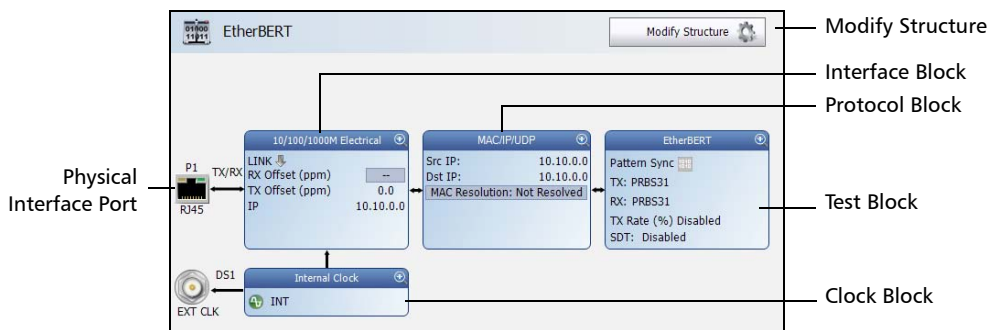 01000
11011
EtherBERT
Modify Structure
Modify Structure
Interface Block
Protocol Block
10/100/1000M Electrical
LINK
RX Offset (ppm) --
TX Offset (ppm) 0.0
IP 10.10.0.0
MAC/IP/UDP
Src IP: 10.10.0.0
Dst IP: 10.10.0.0
MAC Resolution: Not Resolved
EtherBERT
Pattern Sync
TX: PRBS31
RX: PRBS31
TX Rate (%) Disabled
SDT: Disabled
Physical
Interface Port
P1
TX/RX
RJ45
Test Block
DS1
EXT CLK
Internal Clock
INT
Clock Block